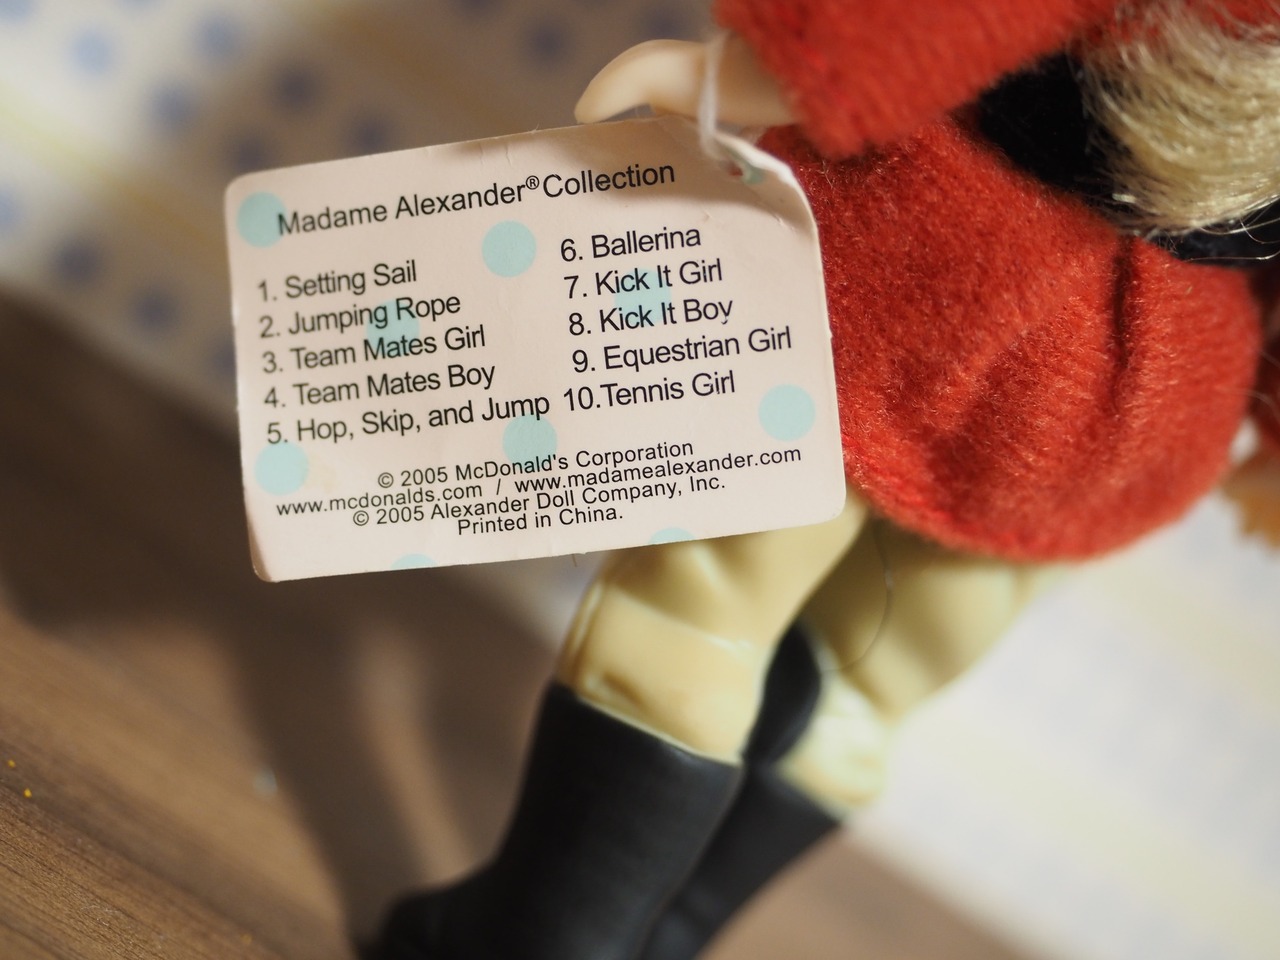 Madame Alexander® Collection
1. Setting Sail
2. Jumping Rope
3. Team Mates Girl
4. Team Mates Boy
5. Hop, Skip, and Jump
6. Ballerina
7. Kick It Girl
8. Kick It Boy
9. Equestrian Girl
10.Tennis Girl
© 2005 McDonald's Corporation
www.mcdonalds.com / www.madamealexander.com
© 2005 Alexander Doll Company, Inc.
Printed in China.